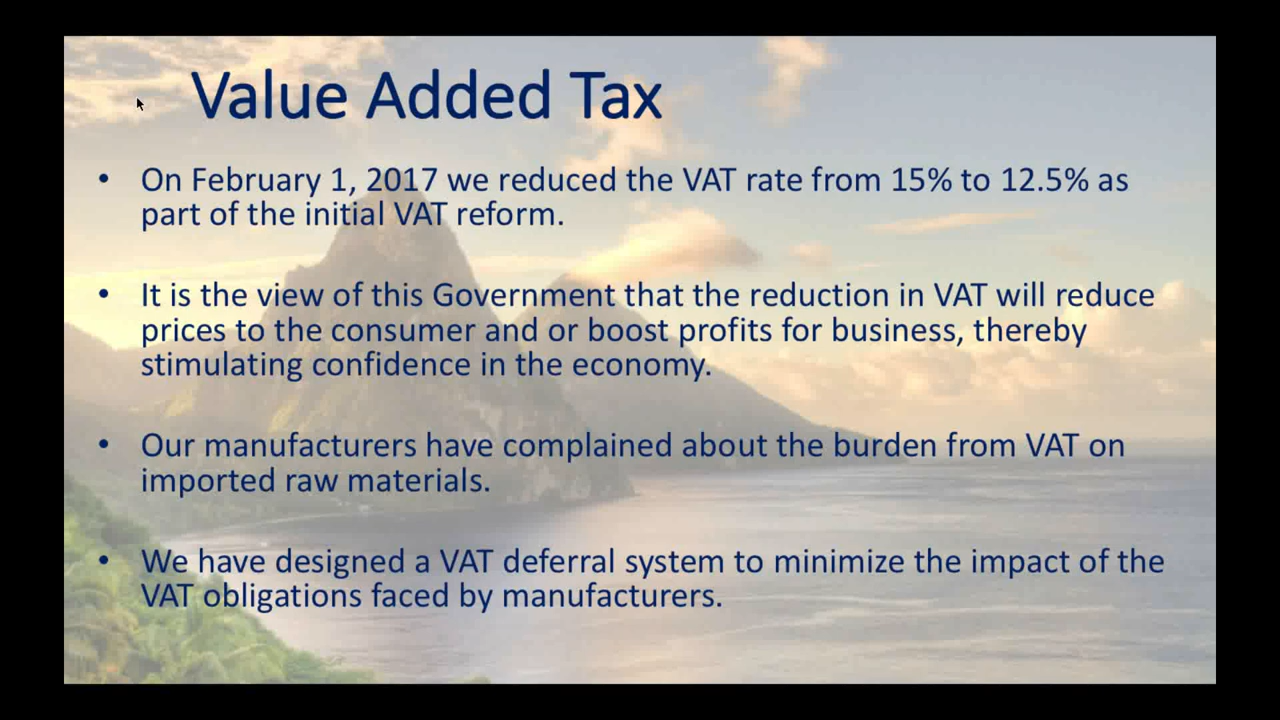 Value Added Tax
• On February 1, 2017 we reduced the VAT rate from 15% to 12.5% as
part of the initial VAT reform.
• It is the view of this Government that the reduction in VAT will reduce
prices to the consumer and or boost profits for business, thereby
stimulating confidence in the economy.
• Our manufacturers have complained about the burden from VAT on
imported raw materials.
• We have designed a VAT deferral system to minimize the impact of the
VAT obligations faced by manufacturers.